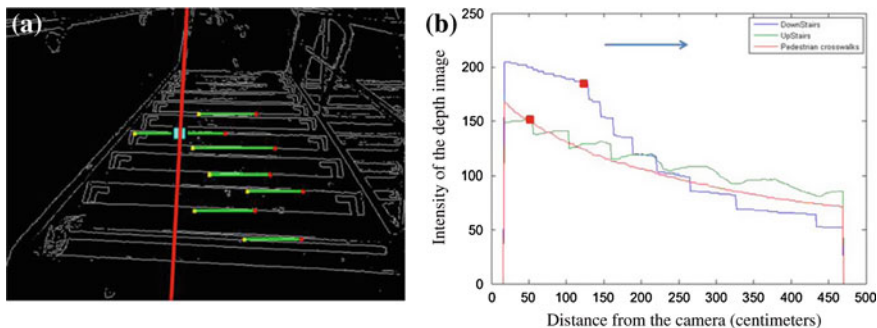 (a)
(b)
250
200
150
100
50
0
Intensity of the depth image
DownStairs
UpStairs
Pedestrian crosswalks
0 50 100 150 200 250 300 350 400 450 500
Distance from the camera (centimeters)